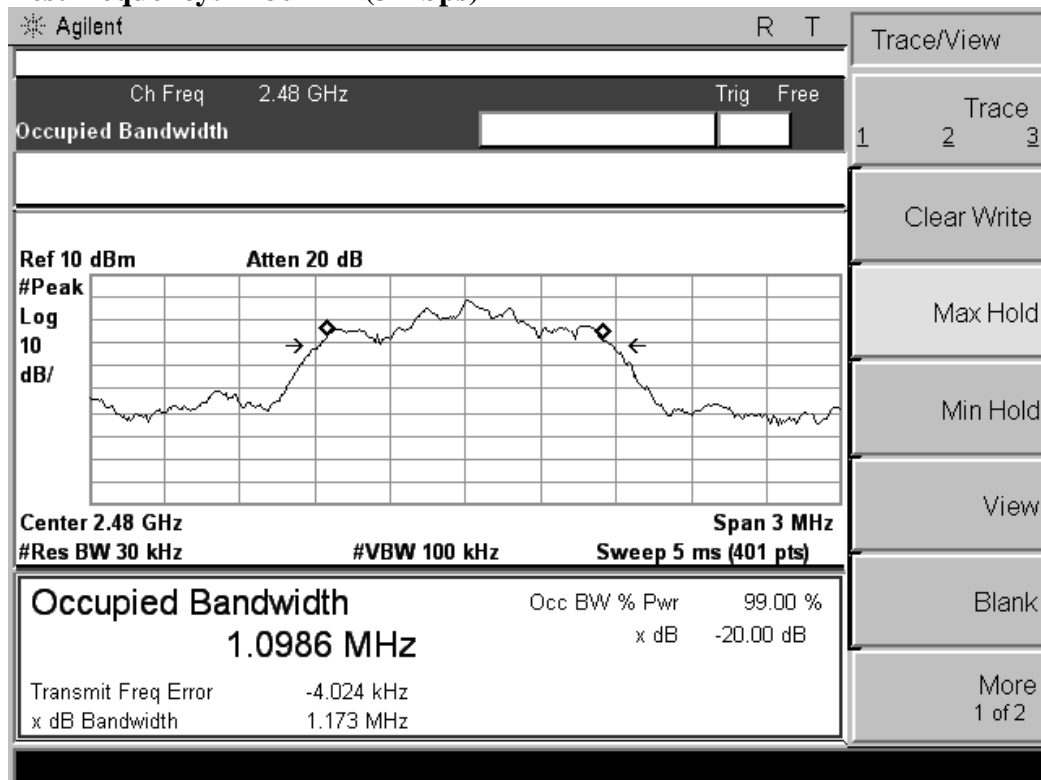 Agilent R T
Trace/View
Ch Freq 2.48 GHz Trig Free
Occupied Bandwidth
Trace
1 2 3
Clear Write
Ref 10 dBm Atten 20 dB
#Peak
Log
10
dB/
Max Hold
Min Hold
View
Center 2.48 GHz Span 3 MHz
#Res BW 30 kHz #VBW 100 kHz Sweep 5 ms (401 pts)
Occupied Bandwidth
1.0986 MHz
Occ BW % Pwr 99.00 %
x dB -20.00 dB
Transmit Freq Error -4.024 kHz
x dB Bandwidth 1.173 MHz
Blank
More
1 of 2